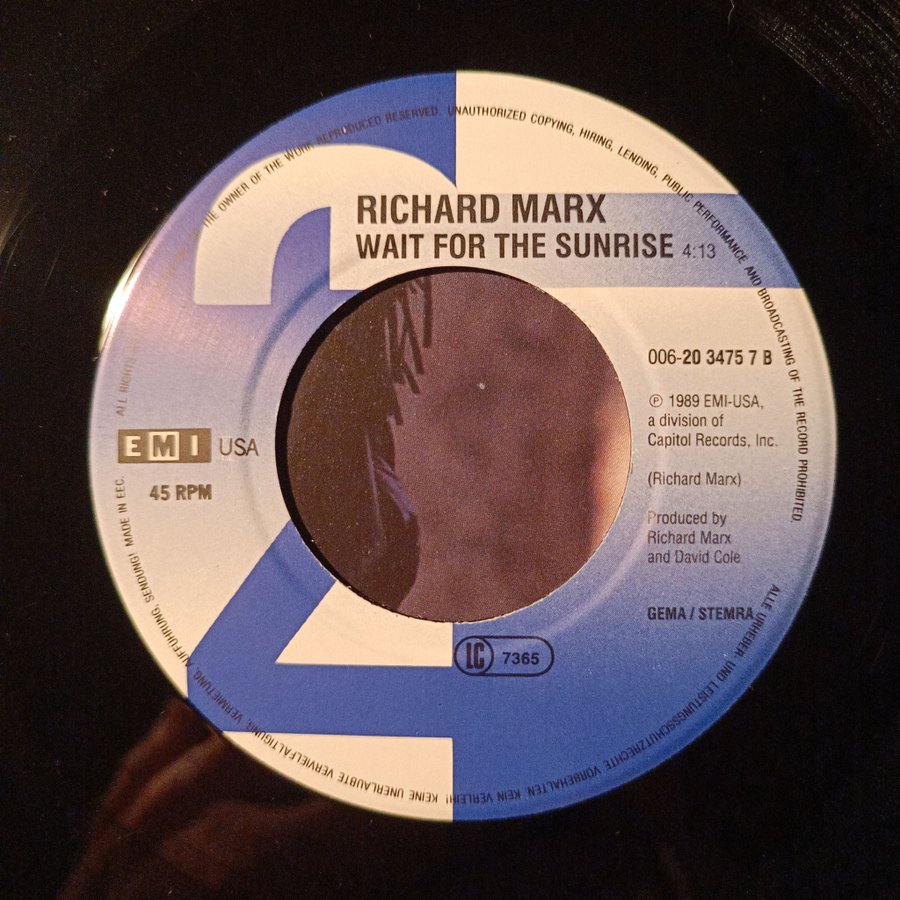 RICHARD MARX
WAIT FOR THE SUNRISE 4:13
006-20 3475 7 B
℗ 1989 EMI-USA,
a division of
Capitol Records, Inc.
(Richard Marx)
Produced by
Richard Marx
and David Cole
GEMA / STEMRA
LC 7365
EMI USA
45 RPM
2
ALL RIGHT
THE OWNER OF THE WORK REPRODUCED RESERVED. UNAUTHORIZED COPYING, HIRING, LENDING, PUBLIC PERFORMANCE AND BROADCASTING OF THE RECORD PROHIBITED.
ALLE URHEBER- UND LEISTUNGSSCHUTZRECHTE VORBEHALTEN. KEIN VERLEIH! KEINE UNERLAUBTE VERVIELFÄLTIGUNG, VERMIETUNG, AUFFÜHRUNG, SENDUNG! MADE IN EEC.